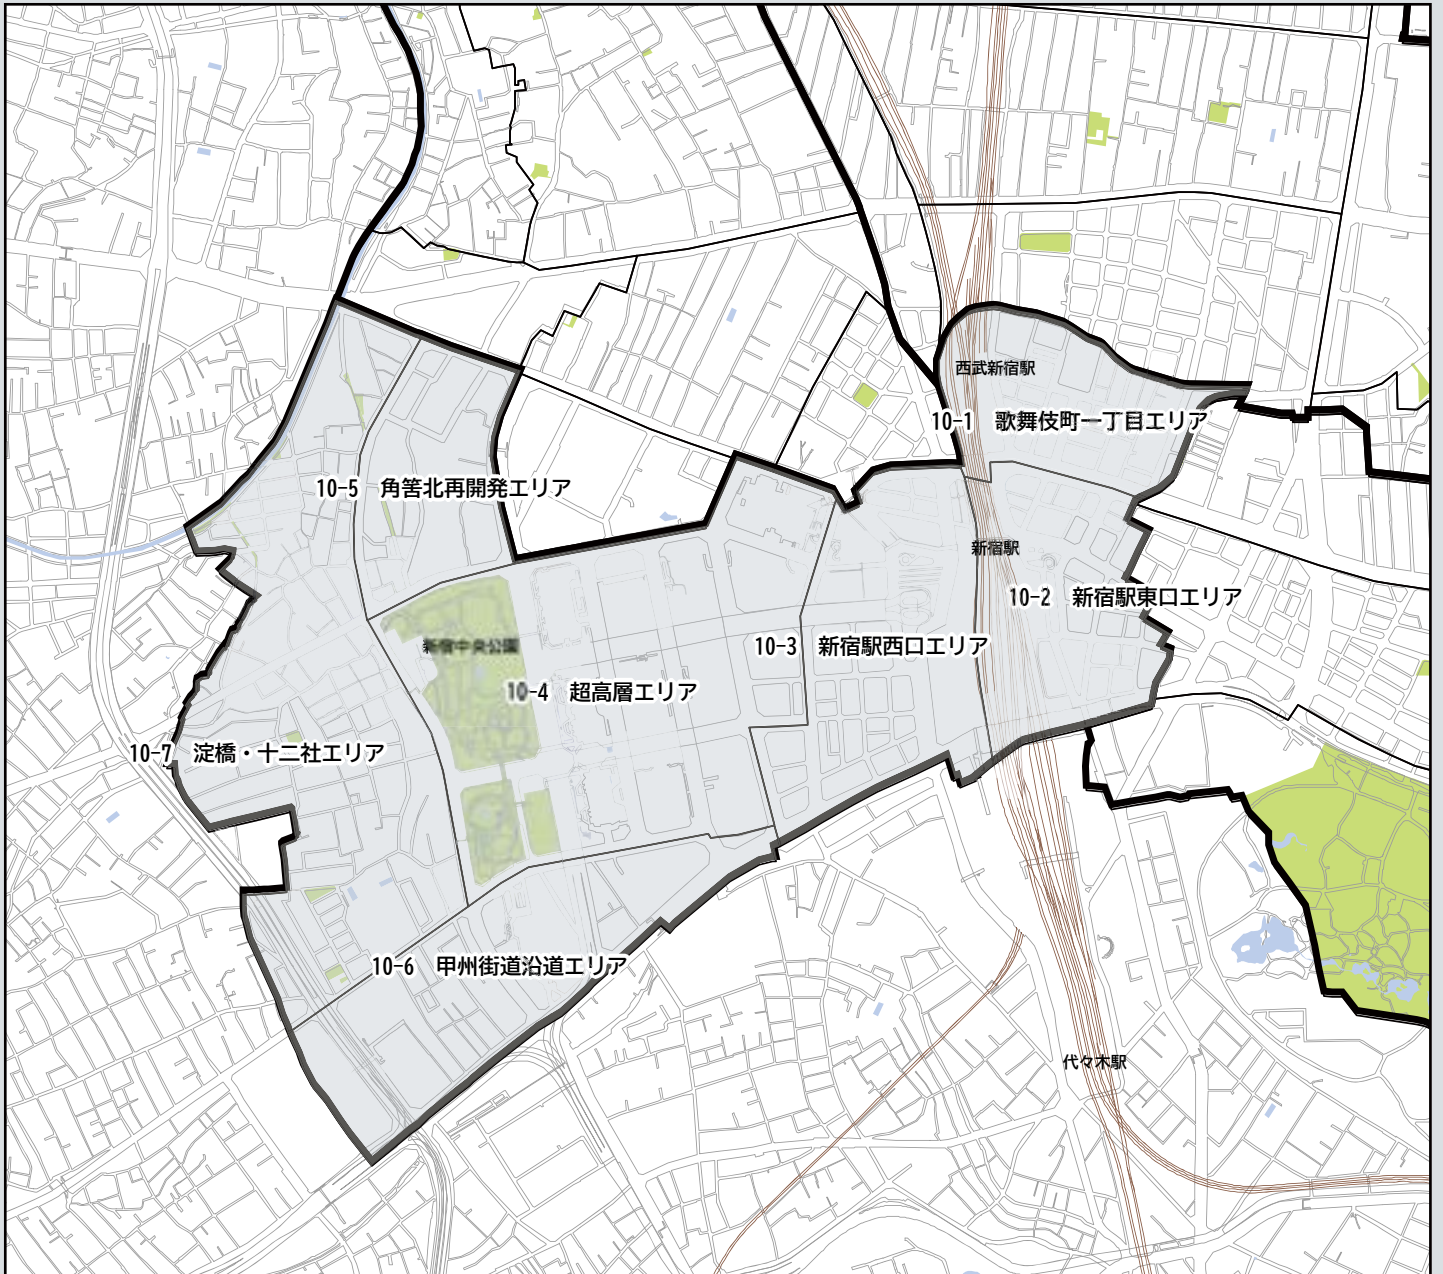 西武新宿駅
10-1 歌舞伎町一丁目エリア
10-5 角筈北再開発エリア
新宿駅
10-2 新宿駅東口エリア
新宿中央公園
10-3 新宿駅西口エリア
10-4 超高層エリア
10-7 淀橋・十二社エリア
10-6 甲州街道沿道エリア
代々木駅